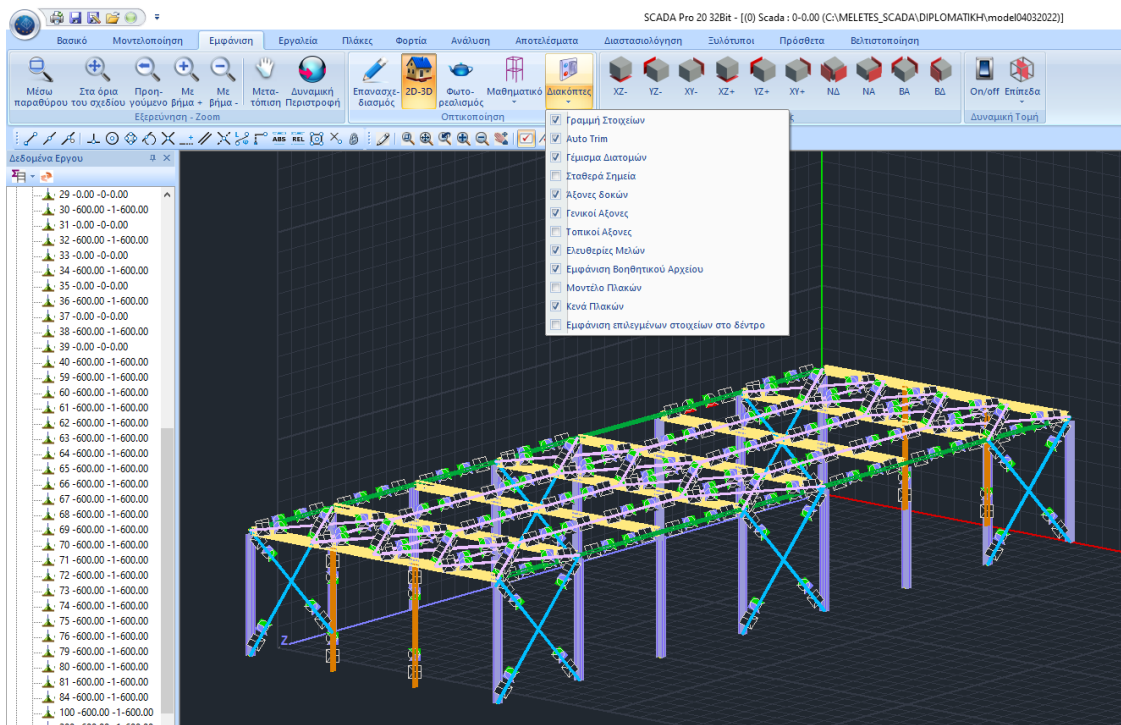 SCADA Pro 20 32Bit - [(0) Scada : 0-0.00 (C:\MELETES_SCADA\DIPLOMATIKH\model04032022)]
Βασικό Μοντελοποίηση Εμφάνιση Εργαλεία Πλάκες Φορτία Ανάλυση Αποτελέσματα Διαστασιολόγηση Ξυλότυποι Πρόσθετα Βελτιστοποίηση
Μέσω Στα όρια Προη- Με Με Μετα- Δυναμική Επανασχε- 2D-3D Φωτο- Μαθηματικό Διακόπτες XZ- YZ- XY- XZ+ YZ+ XY+ ΝΔ ΝΑ ΒΑ ΒΔ On/off Επίπεδα
παραθύρου του σχεδίου γούμενο βήμα + βήμα - τόπιση Περιστροφή διασμός ρεαλισμός
Εξερεύνηση - Zoom Οπτικοποίηση ς Δυναμική Τομή
ABS REL
Δεδομένα Εργου
Γραμμή Στοιχείων
Auto Trim
Γέμισμα Διατομών
Σταθερά Σημεία
Άξονες δοκών
Γενικοί Αξονες
Τοπικοί Αξονες
Ελευθερίες Μελών
Εμφάνιση Βοηθητικού Αρχείου
Μοντέλο Πλακών
Κενά Πλακών
Εμφάνιση επιλεγμένων στοιχείων στο δέντρο
29 -0.00 -0-0.00
30 -600.00 -1-600.00
31 -0.00 -0-0.00
32 -600.00 -1-600.00
33 -0.00 -0-0.00
34 -600.00 -1-600.00
35 -0.00 -0-0.00
36 -600.00 -1-600.00
37 -0.00 -0-0.00
38 -600.00 -1-600.00
39 -0.00 -0-0.00
40 -600.00 -1-600.00
59 -600.00 -1-600.00
60 -600.00 -1-600.00
61 -600.00 -1-600.00
62 -600.00 -1-600.00
63 -600.00 -1-600.00
64 -600.00 -1-600.00
65 -600.00 -1-600.00
66 -600.00 -1-600.00
67 -600.00 -1-600.00
68 -600.00 -1-600.00
69 -600.00 -1-600.00
70 -600.00 -1-600.00
71 -600.00 -1-600.00
72 -600.00 -1-600.00
73 -600.00 -1-600.00
74 -600.00 -1-600.00
75 -600.00 -1-600.00
76 -600.00 -1-600.00
79 -600.00 -1-600.00
80 -600.00 -1-600.00
81 -600.00 -1-600.00
84 -600.00 -1-600.00
100 -600.00 -1-600.00
Z